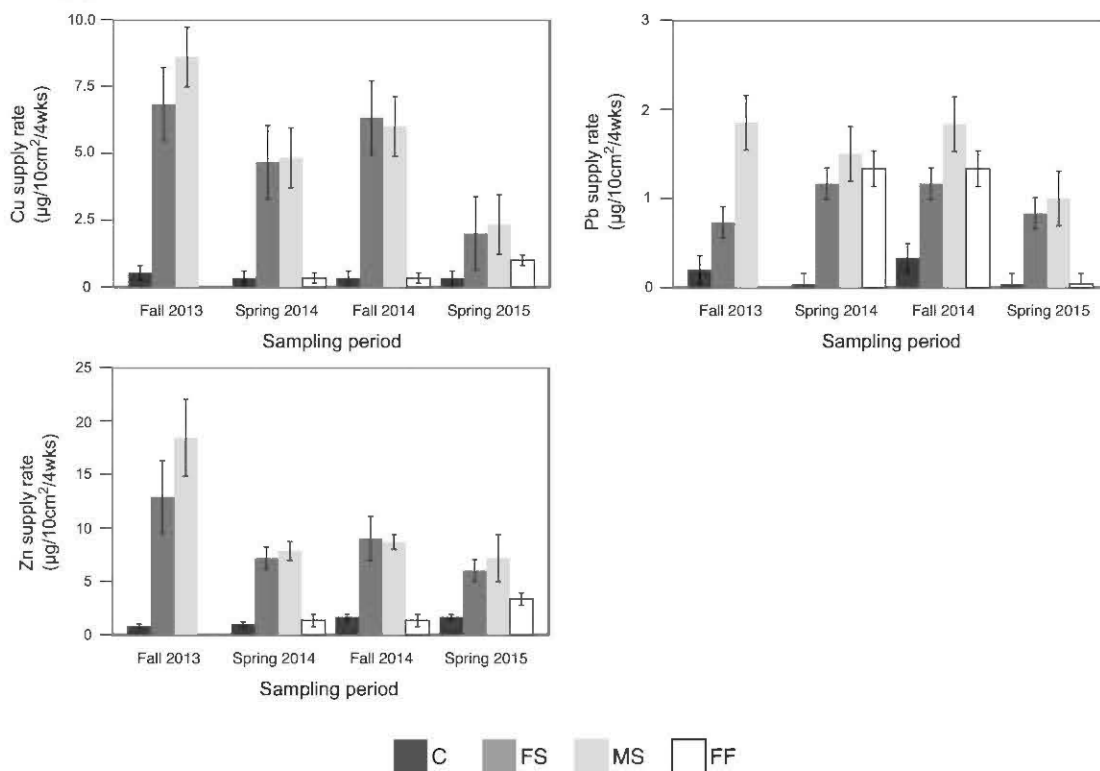 Cu supply rate
(µg/10cm²/4wks)
10.0
7.5
5.0
2.5
0
Fall 2013
Spring 2014
Fall 2014
Spring 2015
Sampling period
Pb supply rate
(µg/10cm²/4wks)
3
2
1
0
Fall 2013
Spring 2014
Fall 2014
Spring 2015
Sampling period
Zn supply rate
(µg/10cm²/4wks)
25
20
15
10
5
0
Fall 2013
Spring 2014
Fall 2014
Spring 2015
Sampling period
C FS MS FF